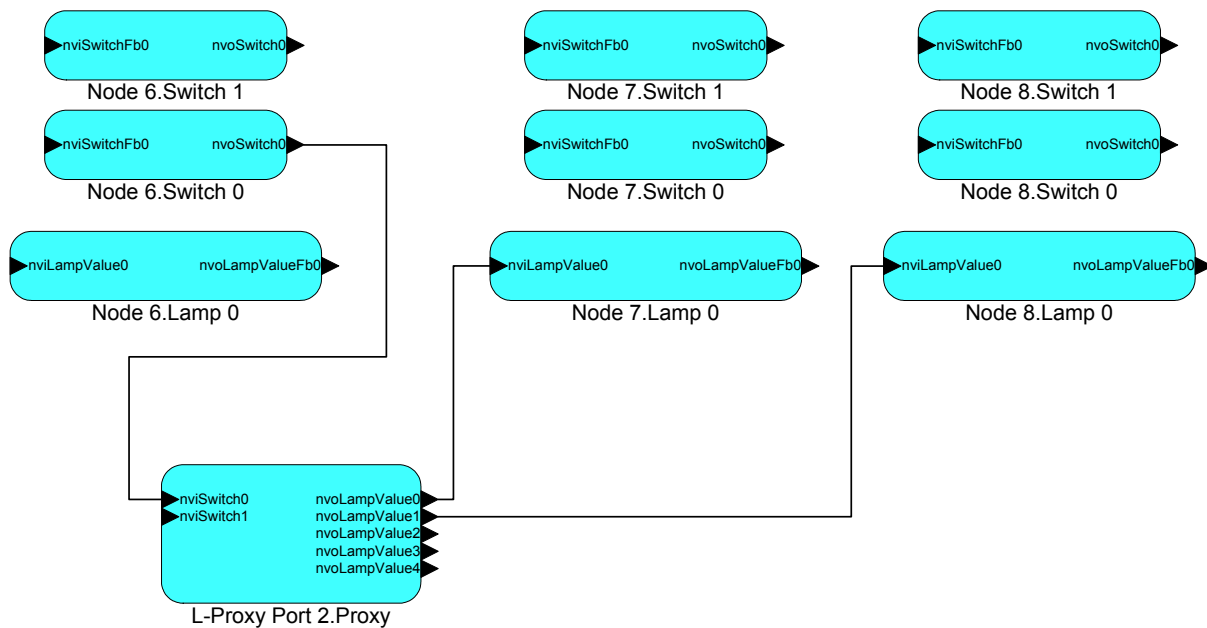 nviSwitchFb0 nvoSwitch0
Node 6.Switch 1
nviSwitchFb0 nvoSwitch0
Node 7.Switch 1
nviSwitchFb0 nvoSwitch0
Node 8.Switch 1
nviSwitchFb0 nvoSwitch0
Node 6.Switch 0
nviSwitchFb0 nvoSwitch0
Node 7.Switch 0
nviSwitchFb0 nvoSwitch0
Node 8.Switch 0
nviLampValue0 nvoLampValueFb0
Node 6.Lamp 0
nviLampValue0 nvoLampValueFb0
Node 7.Lamp 0
nviLampValue0 nvoLampValueFb0
Node 8.Lamp 0
nviSwitch0 nvoLampValue0
nviSwitch1 nvoLampValue1
nvoLampValue2
nvoLampValue3
nvoLampValue4
L-Proxy Port 2.Proxy